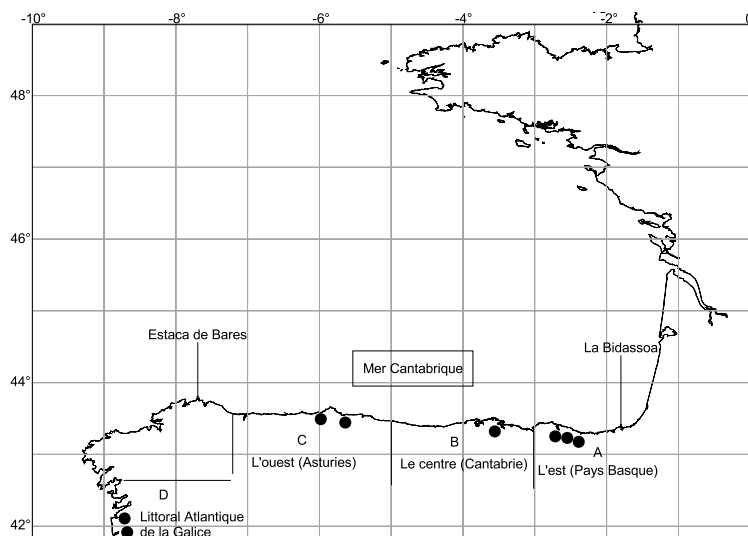 -10° -8° -6° -4° -2° 0
48°
46°
Estaca de Bares
La Bidassoa
Mer Cantabrique
44°
C
B
A
L'ouest (Asturies)
Le centre (Cantabrie)
L'est (Pays Basque)
D
Littoral Atlantique
de la Galice
42°